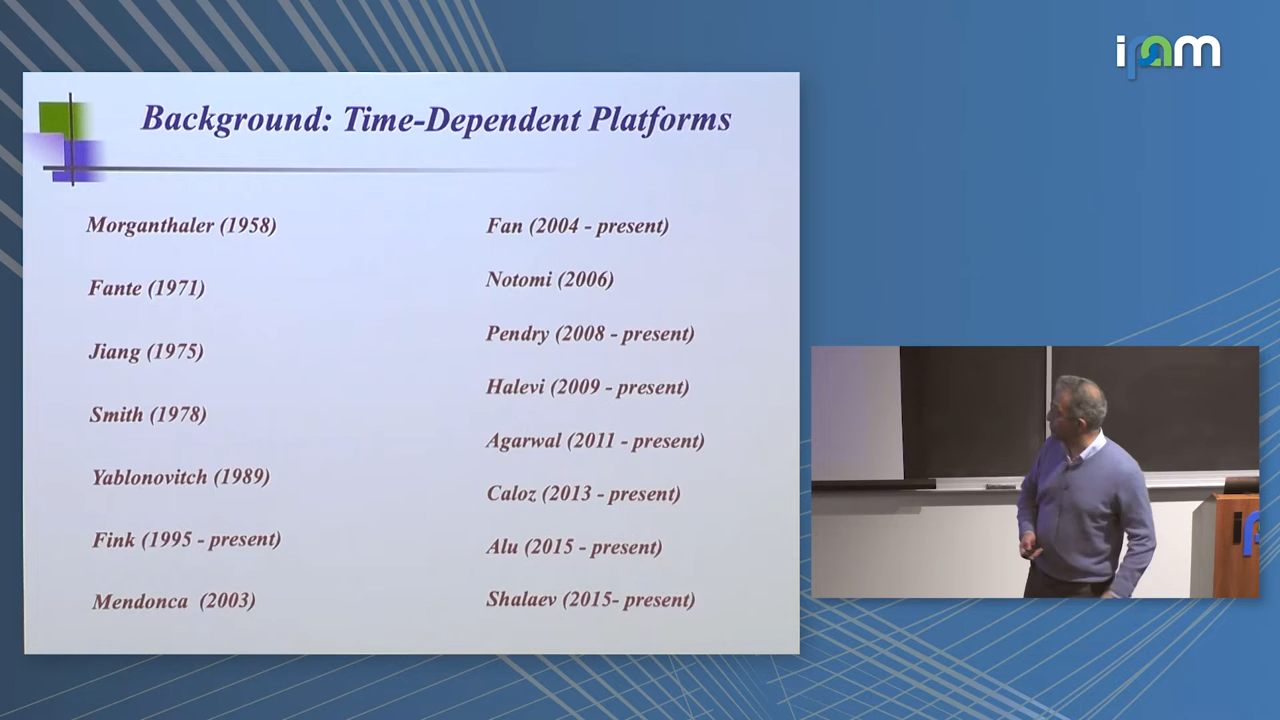 ipam
Background: Time-Dependent Platforms
Morganthaler (1958)
Fante (1971)
Jiang (1975)
Smith (1978)
Yablonovitch (1989)
Fink (1995 - present)
Mendonca (2003)
Fan (2004 - present)
Notomi (2006)
Pendry (2008 - present)
Halevi (2009 - present)
Agarwal (2011 - present)
Caloz (2013 - present)
Alu (2015 - present)
Shalaev (2015- present)